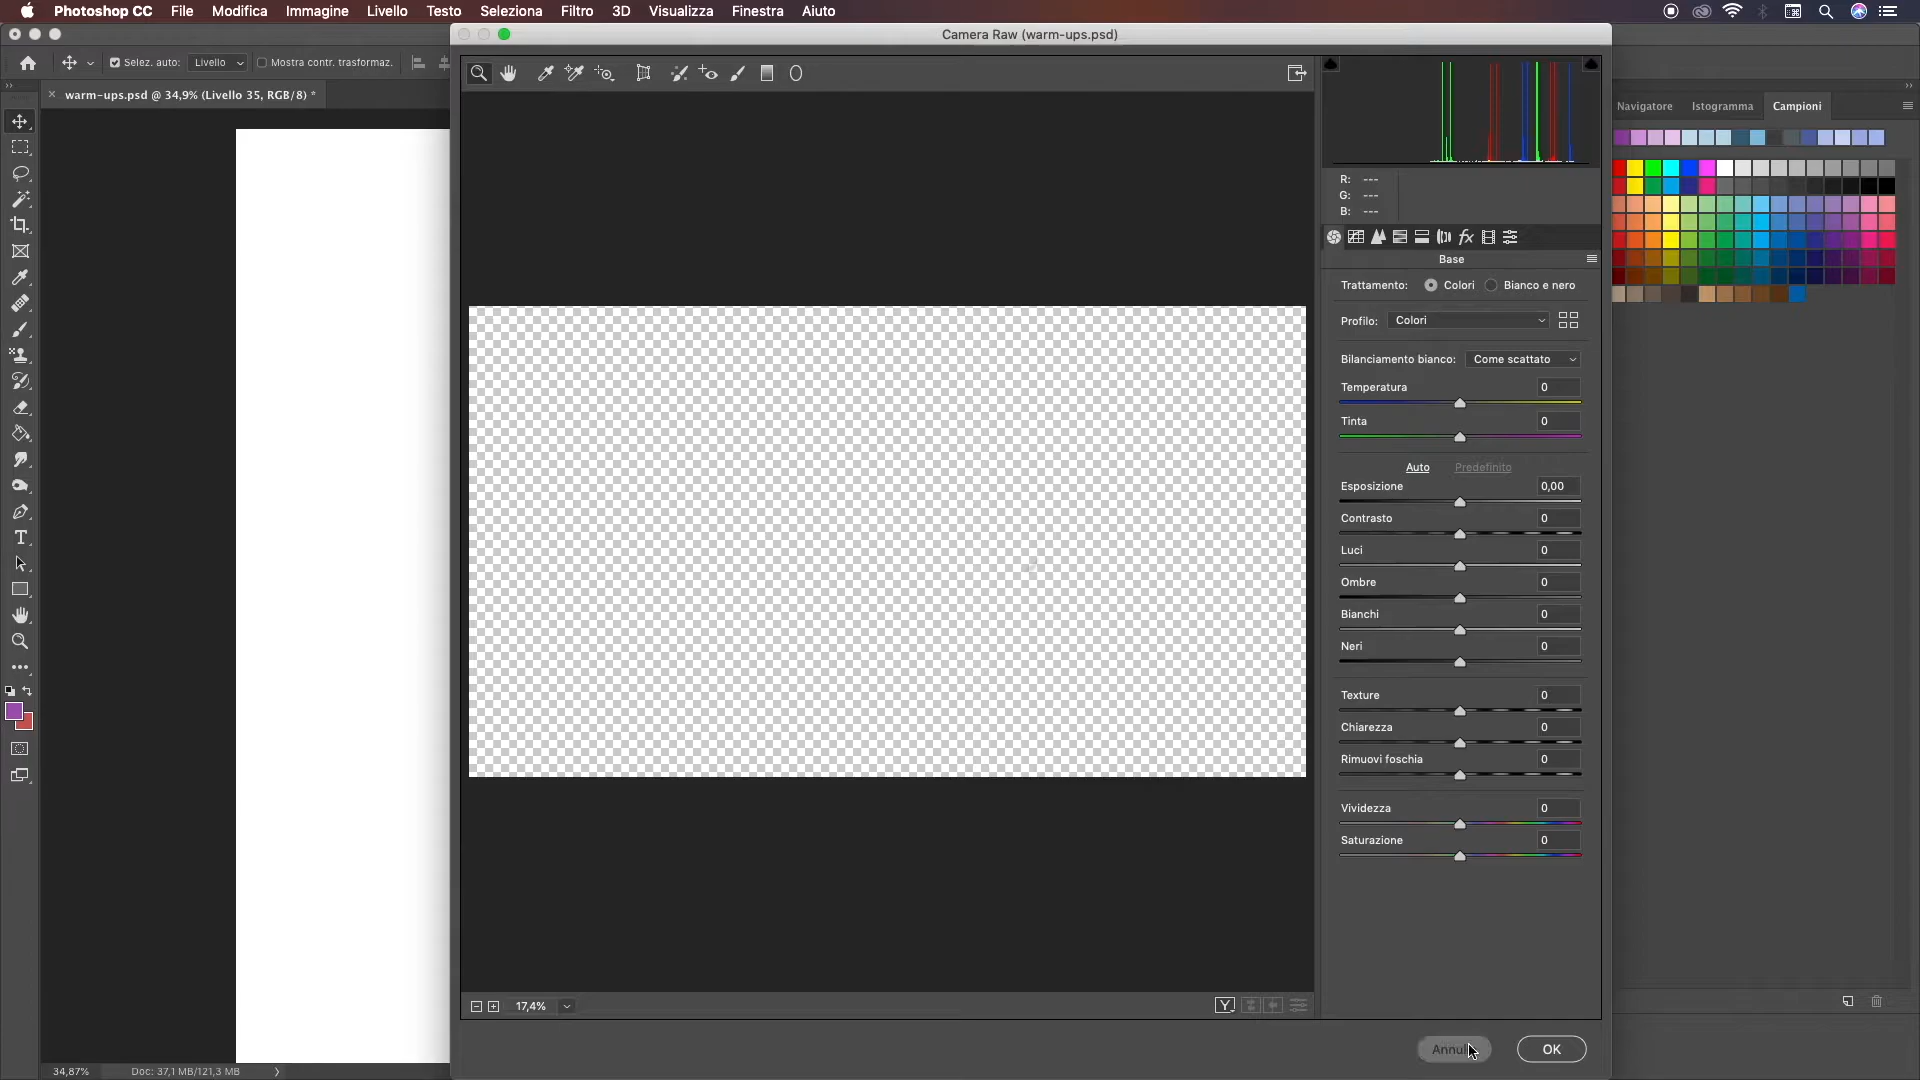 Photoshop CC File Modifica Immagine Livello Testo Seleziona Filtro 3D Visualizza Finestra Aiuto
Camera Raw (warm-ups.psd)
Selez. auto: Livello Mostra contr. trasformaz.
× warm-ups.psd @ 34,9% (Livello 35, RGB/8) *
Navigatore Istogramma Campioni
R: ---
G: ---
B: ---
fx
Base
Trattamento: Colori Bianco e nero
Profilo: Colori
Bilanciamento bianco: Come scattato
Temperatura 0
Tinta 0
Auto Predefinito
Esposizione 0,00
Contrasto 0
Luci 0
Ombre 0
Bianchi 0
Neri 0
Texture 0
Chiarezza 0
Rimuovi foschia 0
Vividezza 0
Saturazione 0
17,4%
Y
OK
34,87% Doc: 37,1 MB/121,3 MB